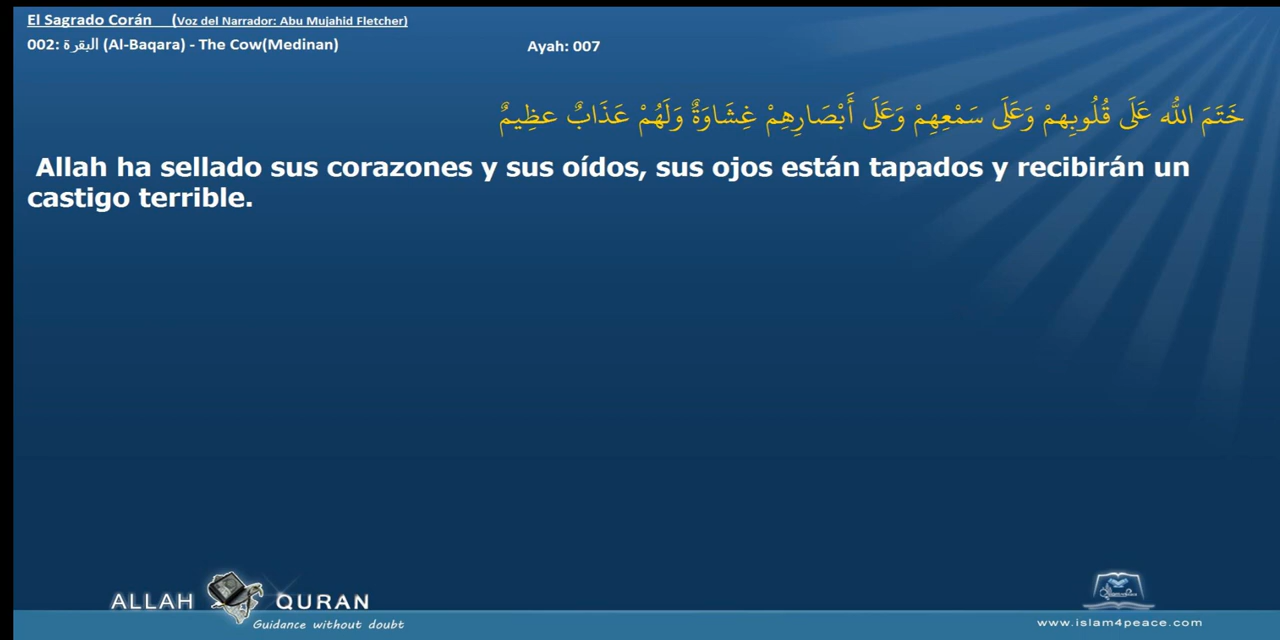 El Sagrado Corán (Voz del Narrador: Abu Mujahid Fletcher)
002: البقرة (Al-Baqara) - The Cow(Medinan) Ayah: 007
خَتَمَ اللّٰه عَلَى قُلُوبِهِمْ وَعَلَى سَمْعِهِمْ وَعَلَى أَبْصَارِهِمْ غِشَاوَةٌ وَلَهُمْ عَذَابٌ عظِيمٌ
Allah ha sellado sus corazones y sus oídos, sus ojos están tapados y recibirán un
castigo terrible.
ALLAH QURAN
Guidance without doubt
www.islam4peace.com